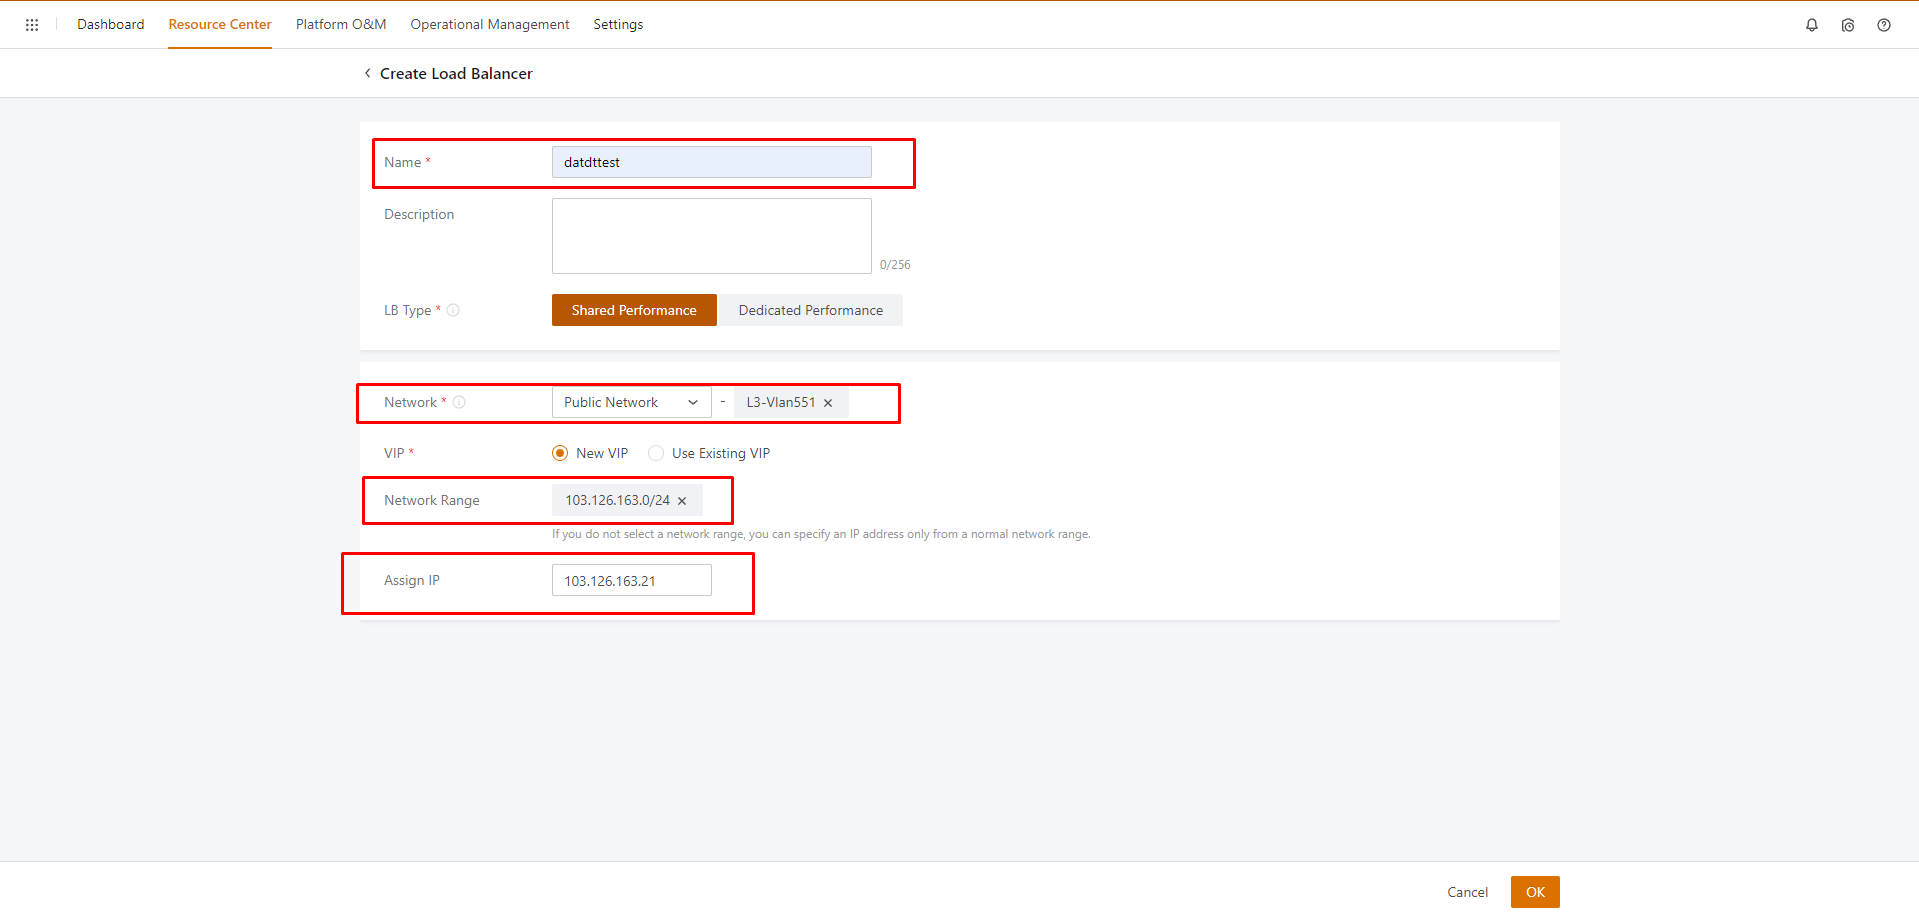 Dashboard Resource Center Platform O&M Operational Management Settings
Create Load Balancer
Name * datdttest
Description
0/256
LB Type * Shared Performance Dedicated Performance
Network * Public Network - L3-Vlan551 ×
VIP * New VIP Use Existing VIP
Network Range 103.126.163.0/24 ×
If you do not select a network range, you can specify an IP address only from a normal network range.
Assign IP 103.126.163.21
Cancel OK